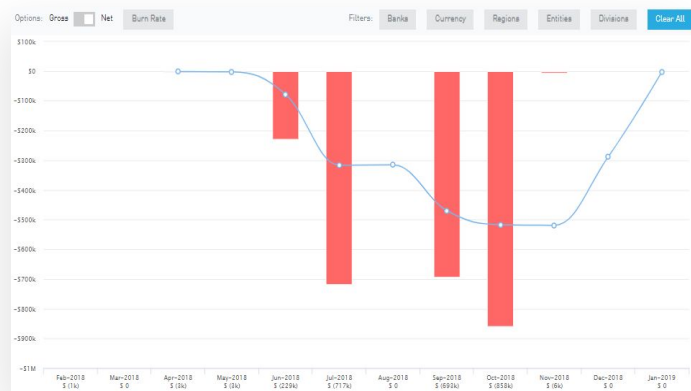 Options: Gross Net Burn Rate Filters: Banks Currency Regions Entities Divisions Clear All
$100k
$0
-$100k
-$200k
-$300k
-$400k
-$500k
-$600k
-$700k
-$800k
-$900k
-$1M
Feb-2018 Mar-2018 Apr-2018 May-2018 Jun-2018 Jul-2018 Aug-2018 Sep-2018 Oct-2018 Nov-2018 Dec-2018 Jan-2019
$ (1k) $ 0 $ (3k) $ (3k) $ (229k) $ (717k) $ 0 $ (693k) $ (858k) $ (6k) $ 0 $ 0